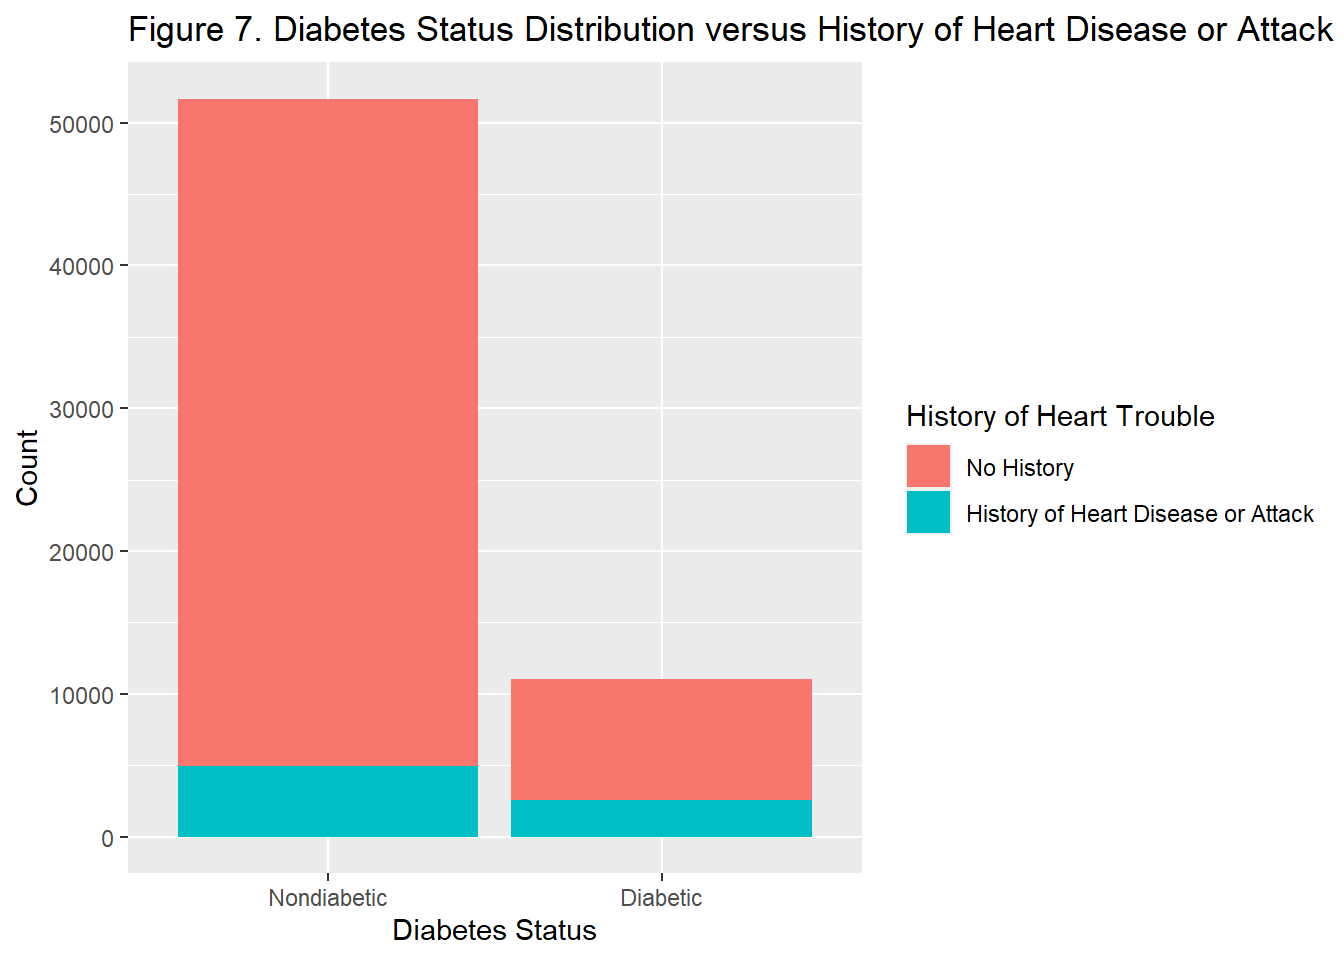 Figure 7. Diabetes Status Distribution versus History of Heart Disease or Attack
50000
40000
30000
20000
10000
0
Count
Nondiabetic
Diabetic
Diabetes Status
History of Heart Trouble
No History
History of Heart Disease or Attack